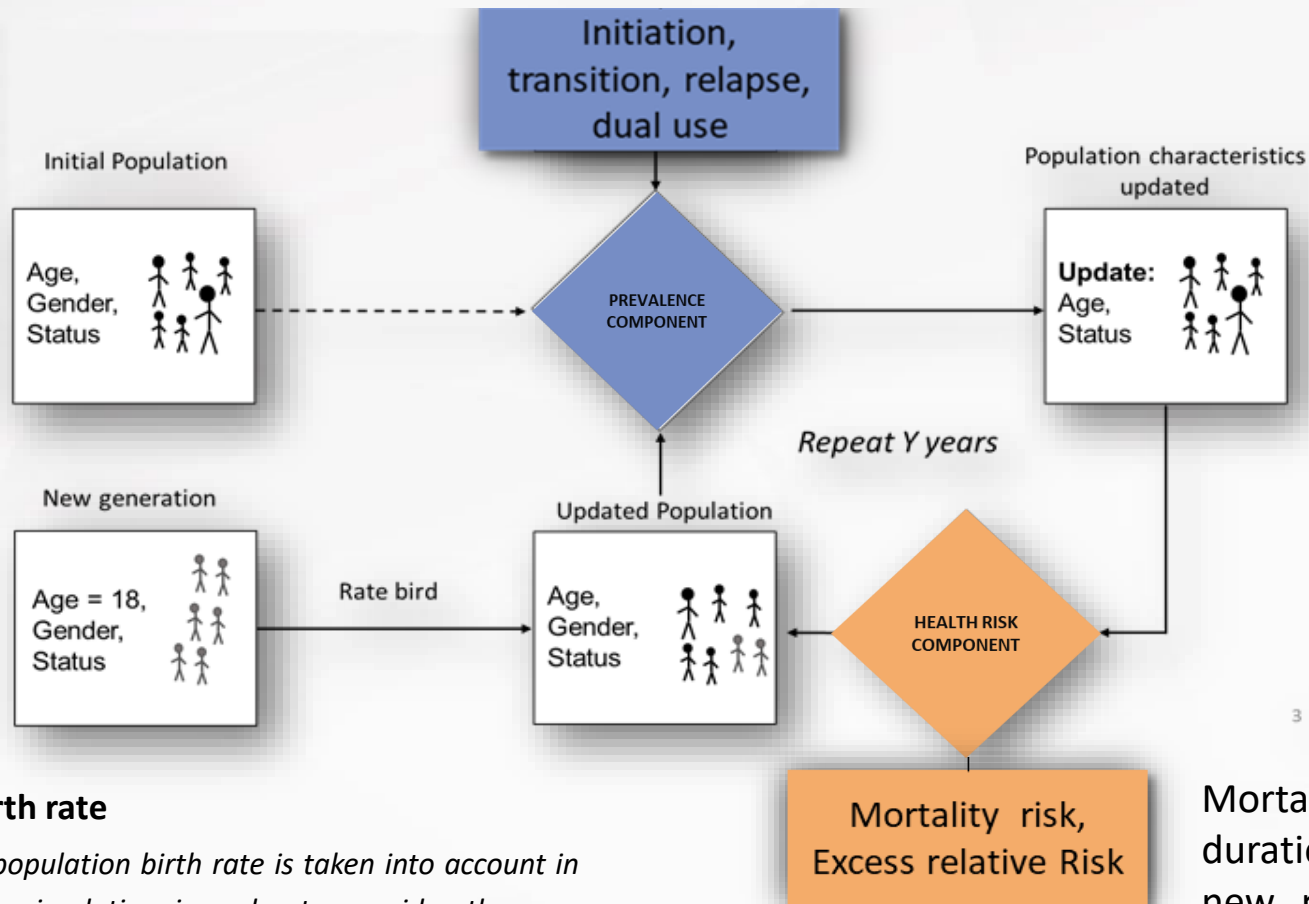 Initiation,
transition, relapse,
dual use
Initial Population
Age,
Gender,
Status
PREVALENCE
COMPONENT
Population characteristics
updated
Update:
Age,
Status
Repeat Y years
New generation
Age = 18,
Gender,
Status
Rate bird
Updated Population
Age,
Gender,
Status
HEALTH RISK
COMPONENT
3
Mortality risk,
Excess relative Risk
rth rate
population birth rate is taken into account in
Morta
duratio